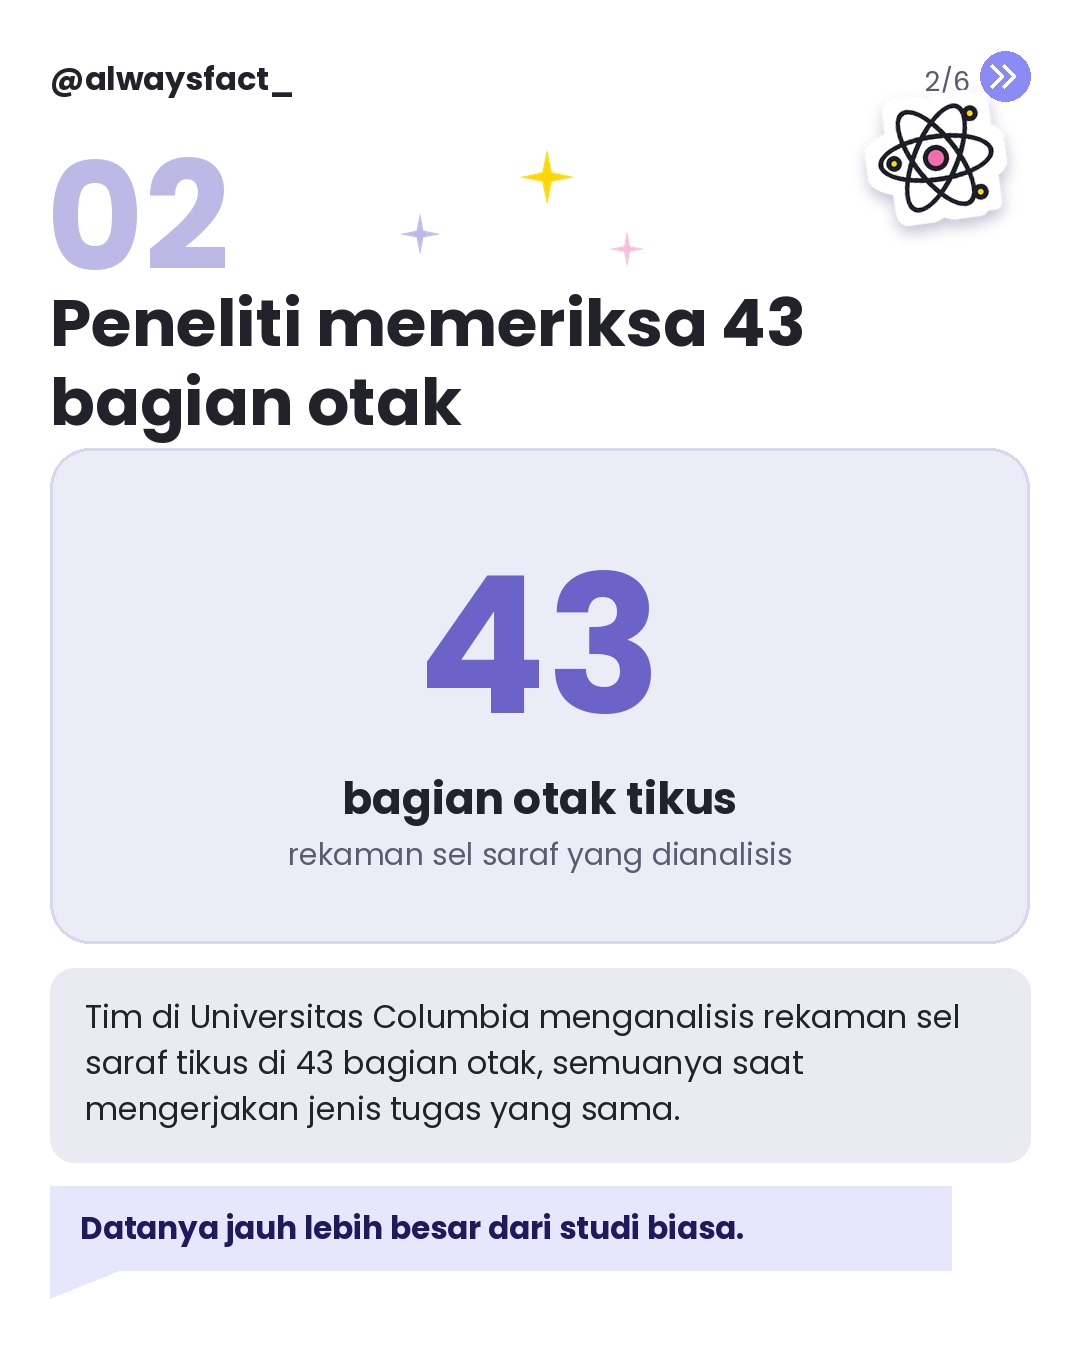 @alwaysfact_
2/6
02
Peneliti memeriksa 43
bagian otak
43
bagian otak tikus
rekaman sel saraf yang dianalisis
Tim di Universitas Columbia menganalisis rekaman sel
saraf tikus di 43 bagian otak, semuanya saat
mengerjakan jenis tugas yang sama.
Datanya jauh lebih besar dari studi biasa.